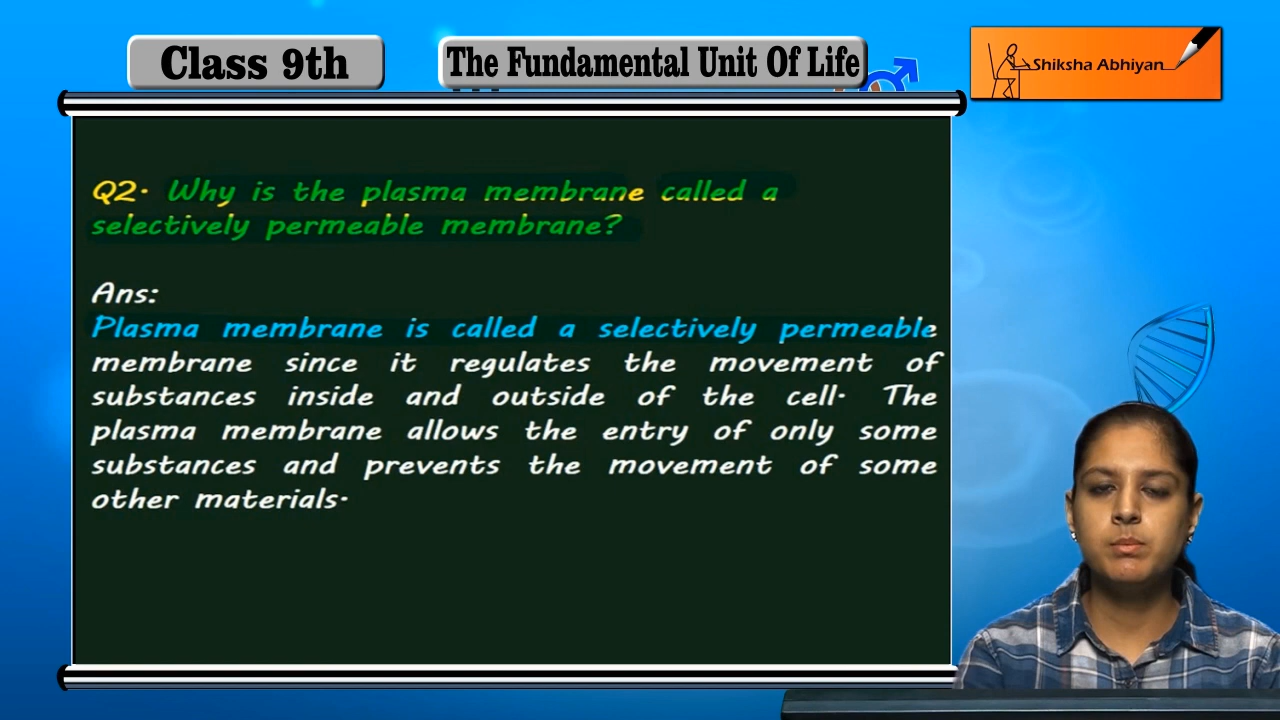 Class 9th
The Fundamental Unit Of Life
Shiksha Abhiyan
Q2. Why is the plasma membrane called a
selectively permeable membrane?
Ans:
Plasma membrane is called a selectively permeable
membrane since it regulates the movement of
substances inside and outside of the cell. The
plasma membrane allows the entry of only some
substances and prevents the movement of some
other materials.